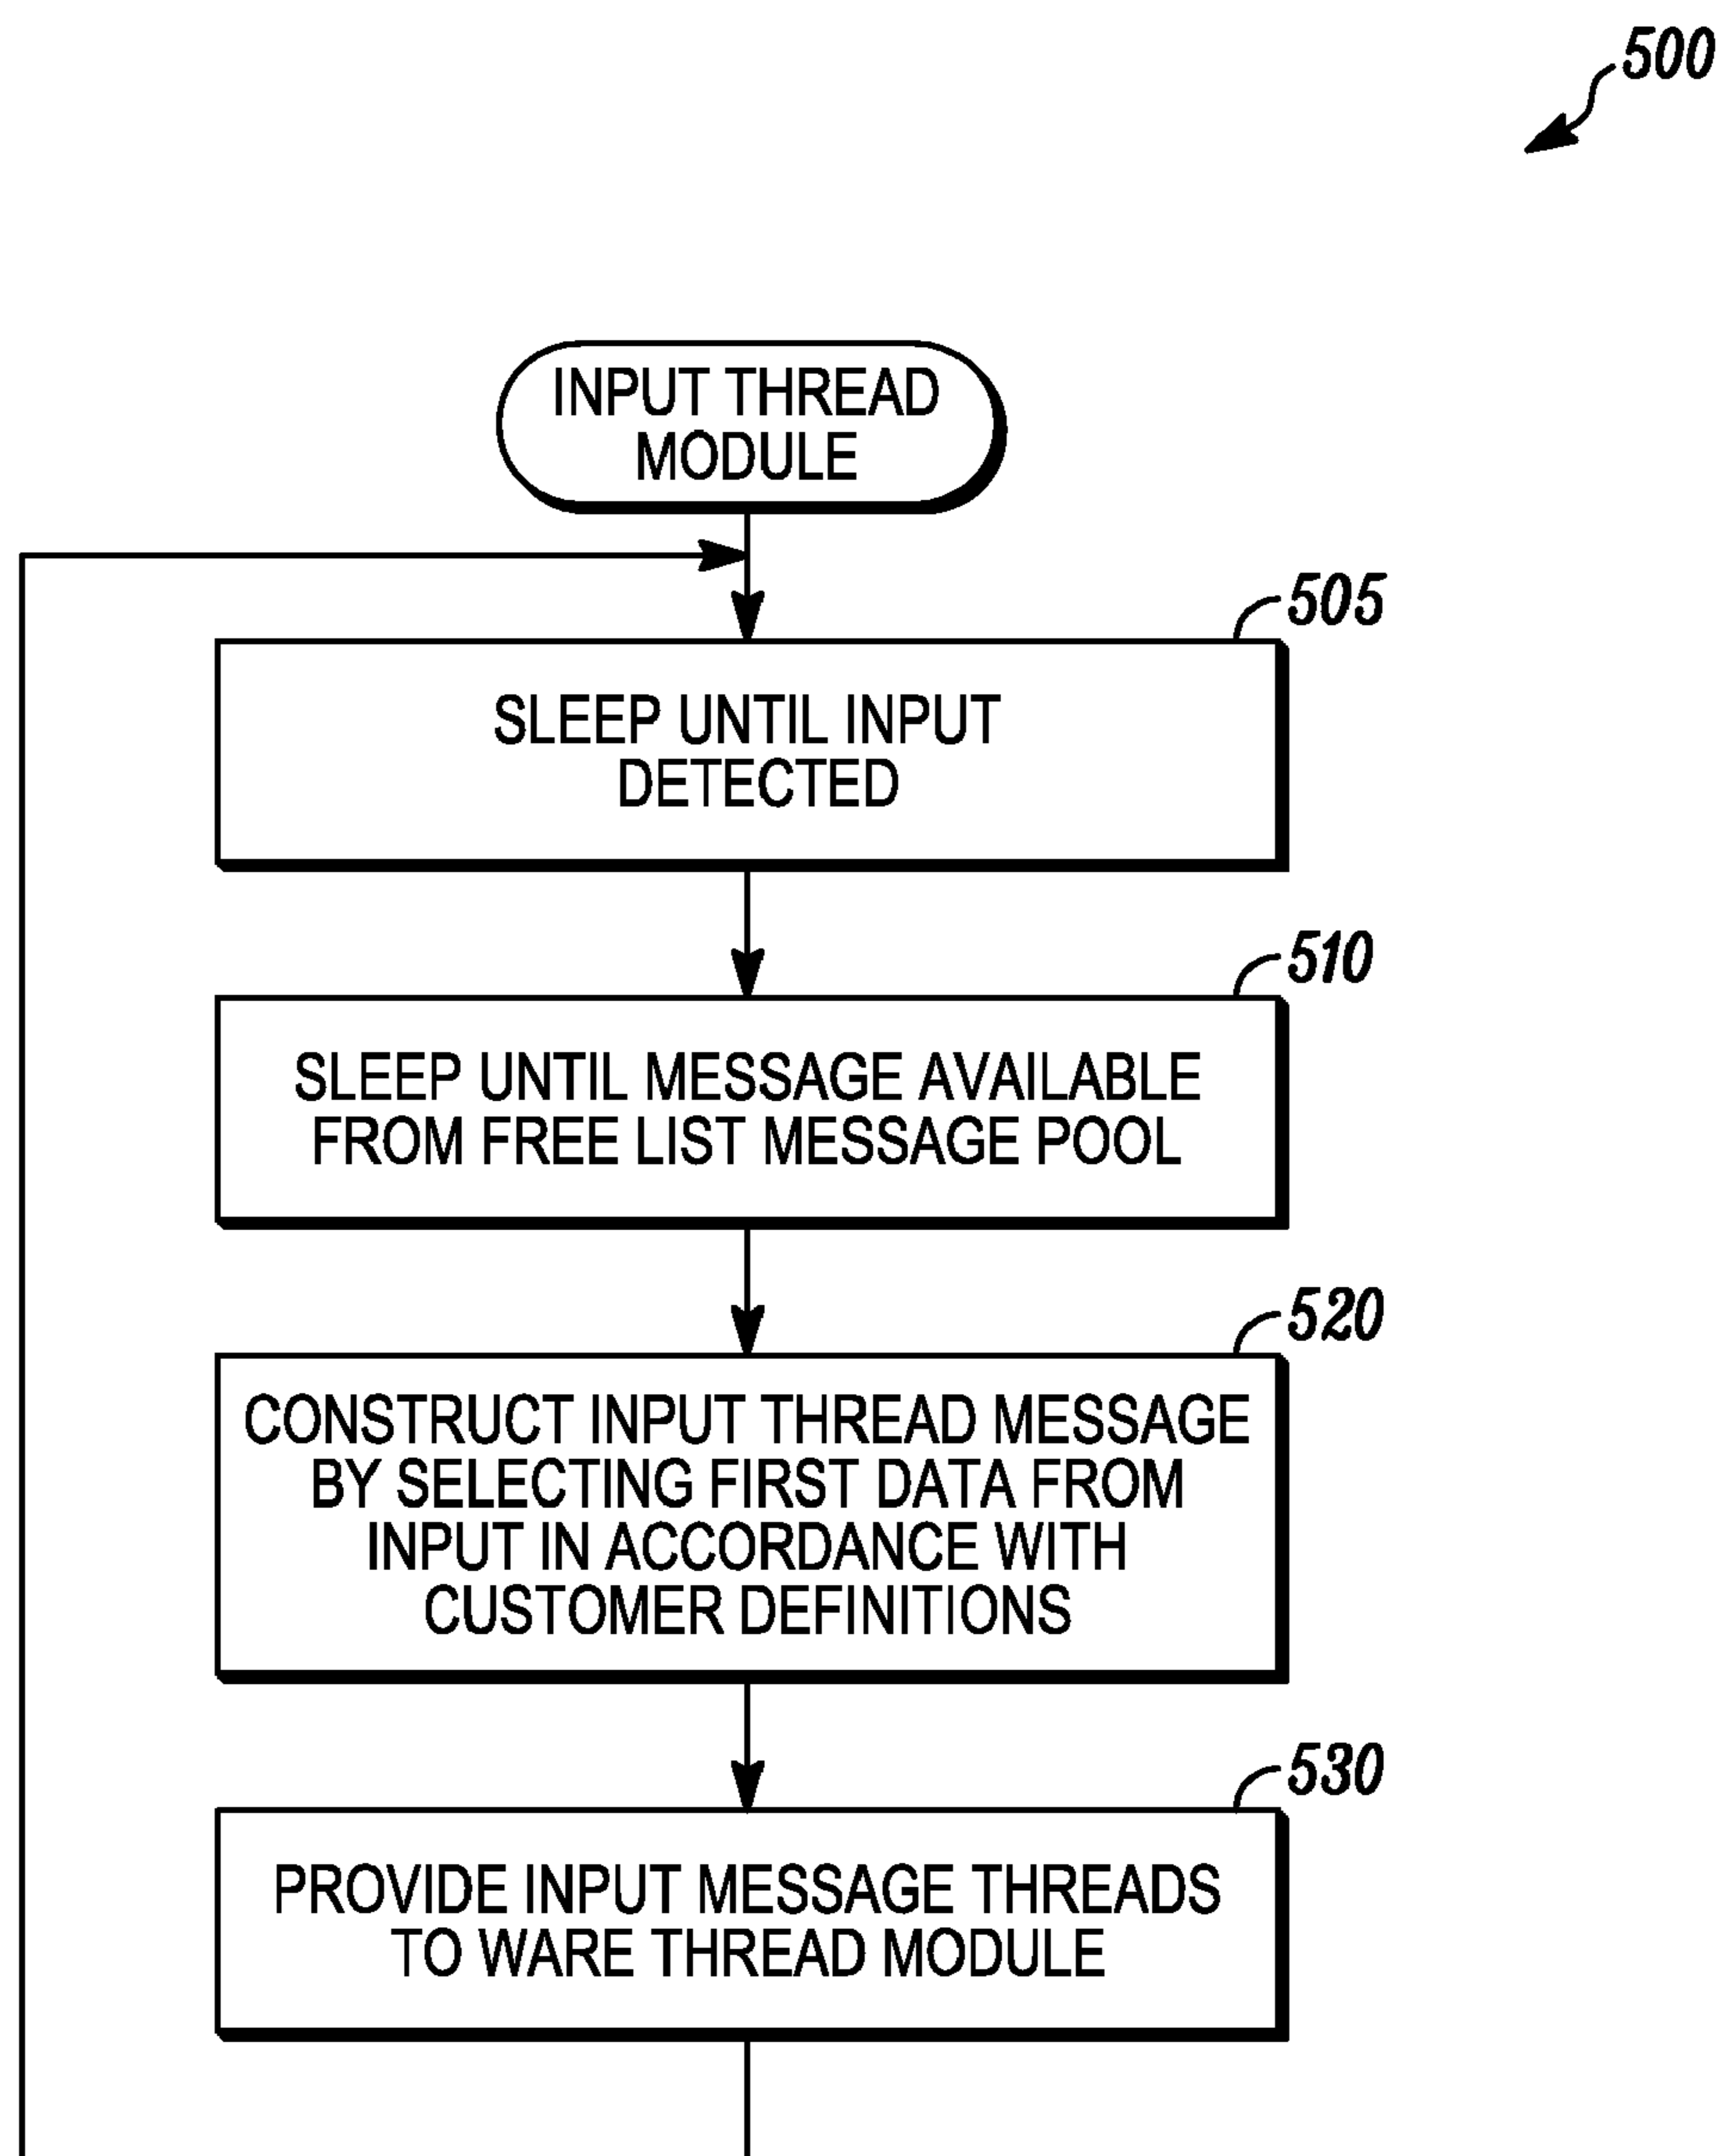 500
INPUT THREAD
MODULE
505
SLEEP UNTIL INPUT
DETECTED
510
SLEEP UNTIL MESSAGE AVAILABLE
FROM FREE LIST MESSAGE POOL
520
CONSTRUCT INPUT THREAD MESSAGE
BY SELECTING FIRST DATA FROM
INPUT IN ACCORDANCE WITH
CUSTOMER DEFINITIONS
530
PROVIDE INPUT MESSAGE THREADS
TO WARE THREAD MODULE